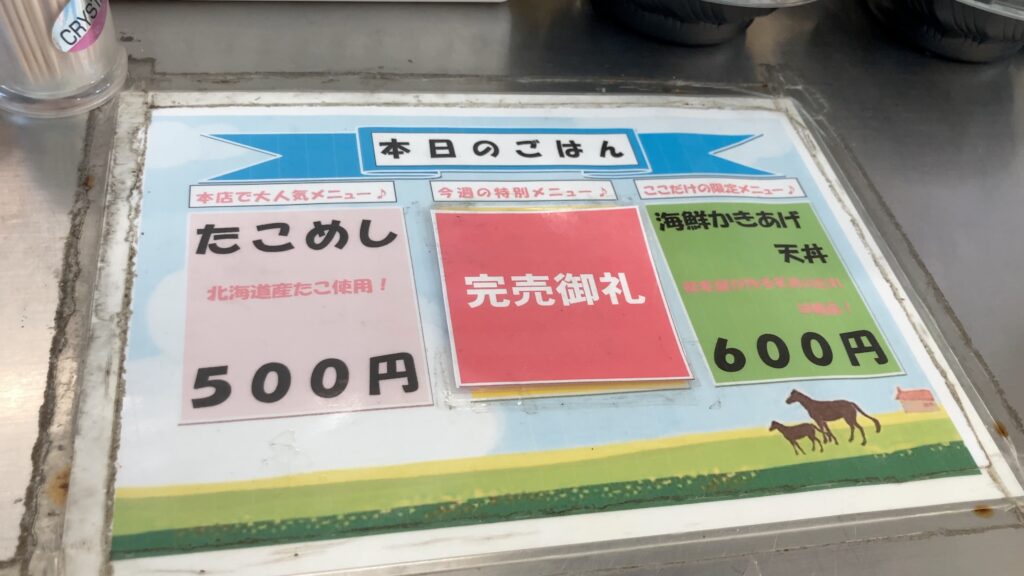 CRYST
本日のごはん
本店で大人気メニュー♪
たこめし
北海道産たこ使用!
500円
今週の特別メニュー♪
完売御礼
ここだけの限定メニュー♪
海鮮かきあげ
天丼
600円